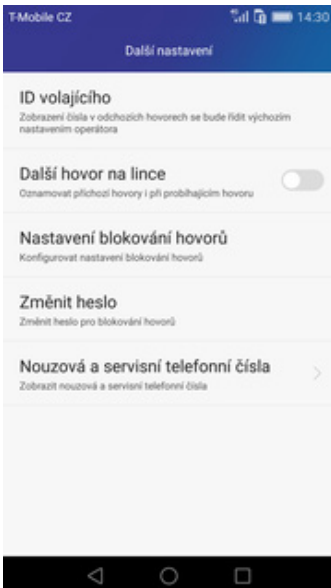 T-Mobile CZ 14:30
Další nastavení
ID volajícího
Zobrazení čísla v odchozích hovorech se bude řídit výchozím
nastavením operátora
Další hovor na lince
Oznamovat příchozí hovory i při probíhajícím hovoru
Nastavení blokování hovorů
Konfigurovat nastavení blokování hovorů
Změnit heslo
Změnit heslo pro blokování hovorů
Nouzová a servisní telefonní čísla
Zobrazit nouzová a servisní telefonní čísla